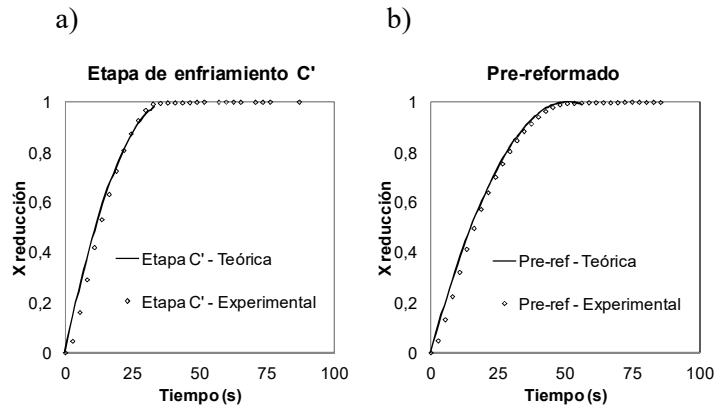 a)
b)
Etapa de enfriamiento C'
1
0,8
0,6
0,4
0,2
0
X reducción
Etapa C' - Teórica
Etapa C' - Experimental
0 25 50 75 100
Tiempo (s)
Pre-reformado
1
0,8
0,6
0,4
0,2
0
X reducción
Pre-ref - Teórica
Pre-ref - Experimental
0 25 50 75 100
Tiempo (s)